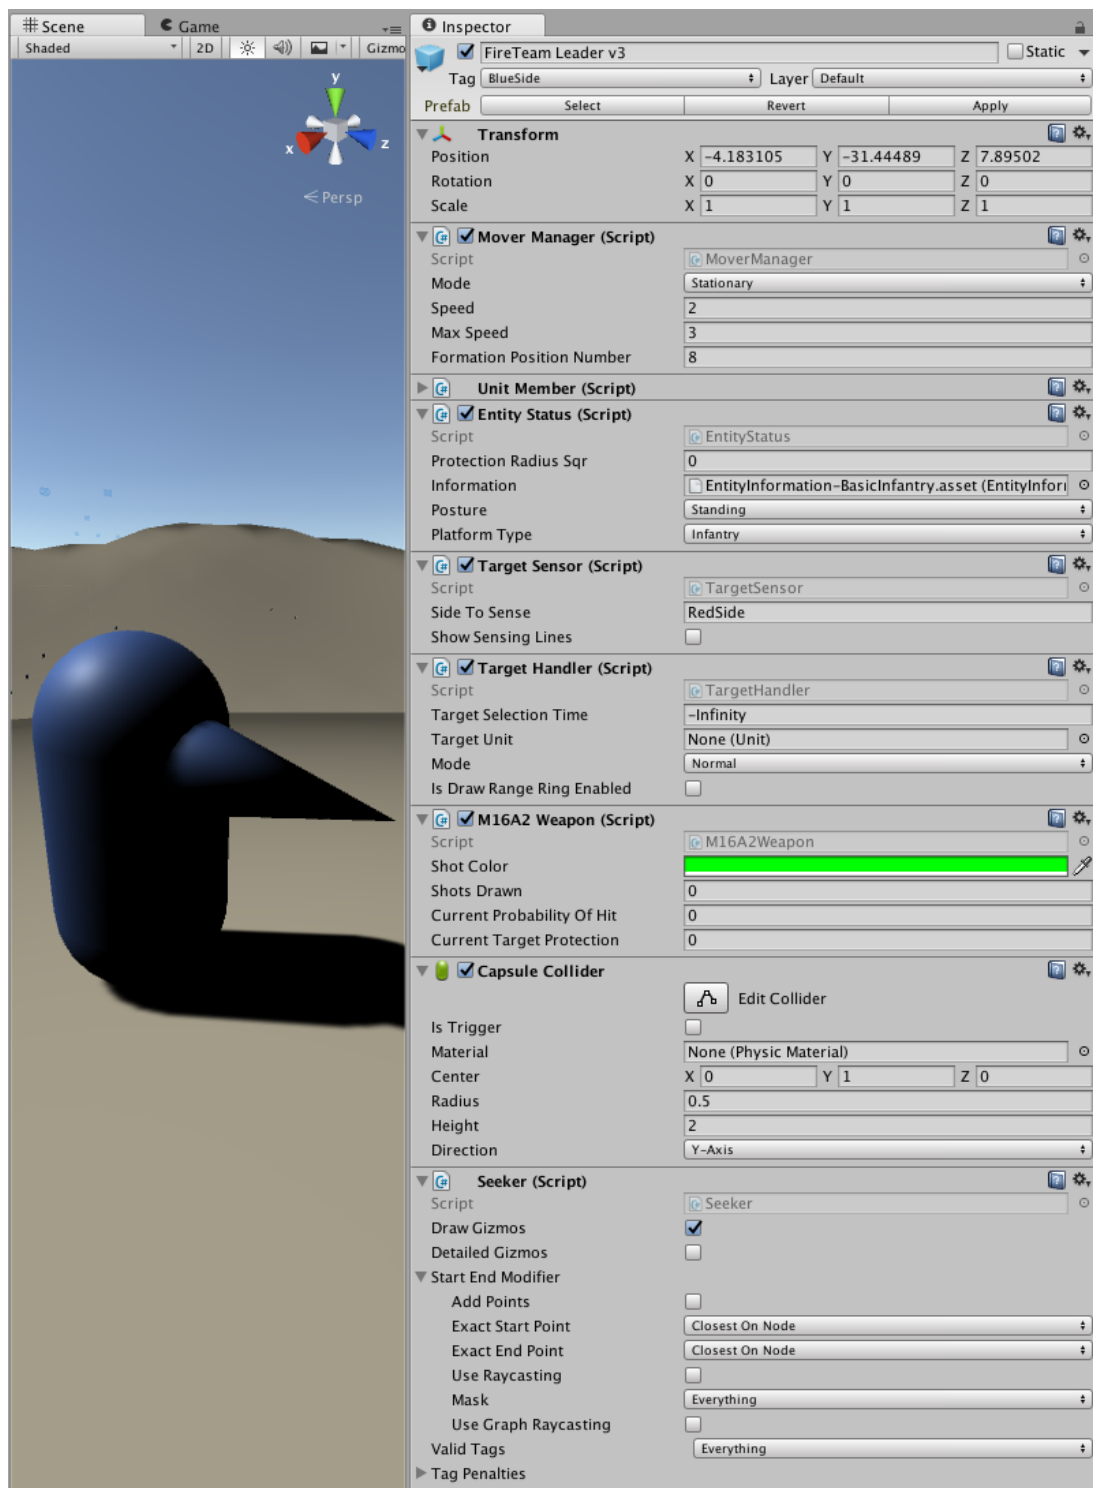 Scene Game
Shaded 2D Gizmo
y
x z
Persp
Inspector
FireTeam Leader v3 Static
Tag BlueSide Layer Default
Prefab Select Revert Apply
Transform
Position X -4.183105 Y -31.44489 Z 7.89502
Rotation X 0 Y 0 Z 0
Scale X 1 Y 1 Z 1
Mover Manager (Script)
Script MoverManager
Mode Stationary
Speed 2
Max Speed 3
Formation Position Number 8
Unit Member (Script)
Entity Status (Script)
Script EntityStatus
Protection Radius Sqr 0
Information EntityInformation-BasicInfantry.asset (EntityInfor
Posture Standing
Platform Type Infantry
Target Sensor (Script)
Script TargetSensor
Side To Sense RedSide
Show Sensing Lines
Target Handler (Script)
Script TargetHandler
Target Selection Time -Infinity
Target Unit None (Unit)
Mode Normal
Is Draw Range Ring Enabled
M16A2 Weapon (Script)
Script M16A2Weapon
Shot Color
Shots Drawn 0
Current Probability Of Hit 0
Current Target Protection 0
Capsule Collider
Edit Collider
Is Trigger
Material None (Physic Material)
Center X 0 Y 1 Z 0
Radius 0.5
Height 2
Direction Y-Axis
Seeker (Script)
Script Seeker
Draw Gizmos
Detailed Gizmos
Start End Modifier
Add Points
Exact Start Point Closest On Node
Exact End Point Closest On Node
Use Raycasting
Mask Everything
Use Graph Raycasting
Valid Tags Everything
Tag Penalties